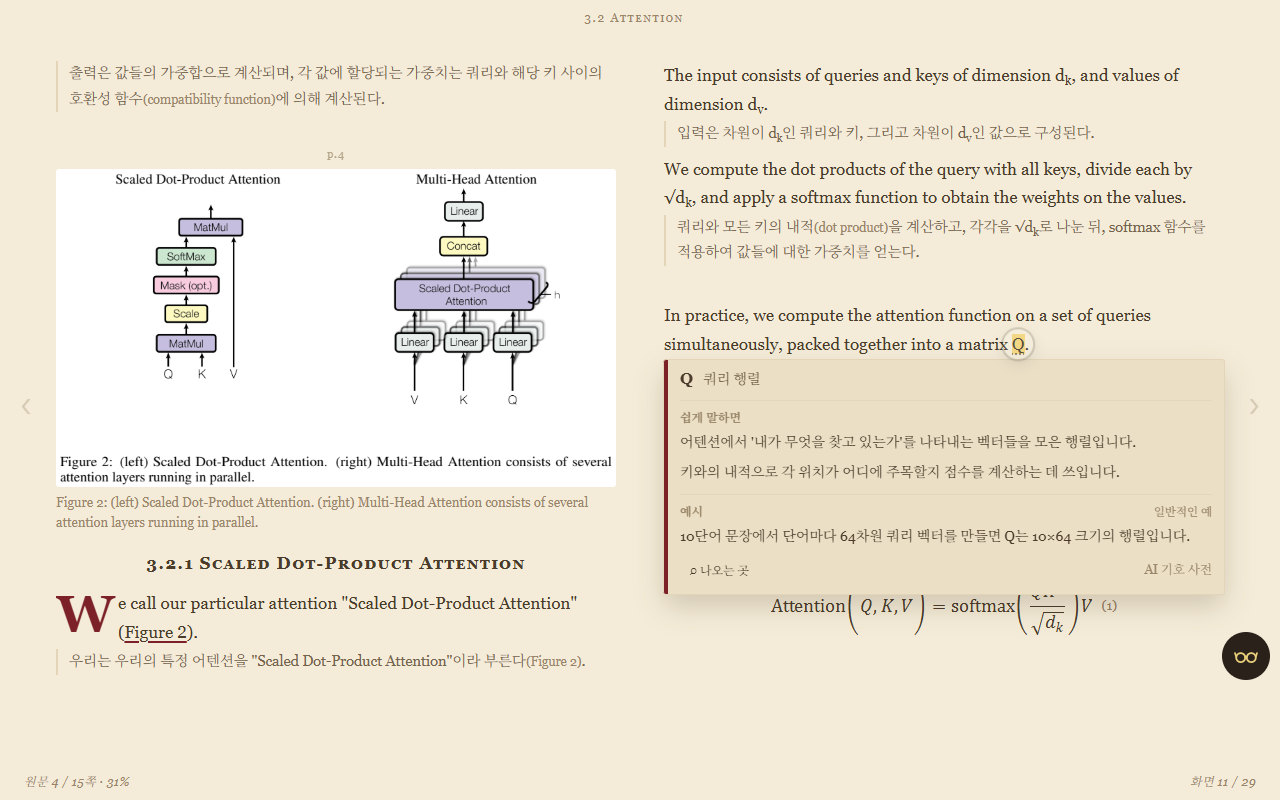 3.2 Attention
출력은 값들의 가중합으로 계산되며, 각 값에 할당되는 가중치는 쿼리와 해당 키 사이의
호환성 함수(compatibility function)에 의해 계산된다.
p.4
Scaled Dot-Product Attention
MatMul
SoftMax
Mask (opt.)
Scale
MatMul
Q K V
Multi-Head Attention
Linear
Concat
Scaled Dot-Product
Attention
h
Linear Linear Linear
V K Q
Figure 2: (left) Scaled Dot-Product Attention. (right) Multi-Head Attention consists of several
attention layers running in parallel.
Figure 2: (left) Scaled Dot-Product Attention. (right) Multi-Head Attention consists of several
attention layers running in parallel.
3.2.1 Scaled Dot-Product Attention
We call our particular attention "Scaled Dot-Product Attention"
(Figure 2).
우리는 우리의 특정 어텐션을 "Scaled Dot-Product Attention"이라 부른다(Figure 2).
The input consists of queries and keys of dimension dk, and values of
dimension dv.
입력은 차원이 dk인 쿼리와 키, 그리고 차원이 dv인 값으로 구성된다.
We compute the dot products of the query with all keys, divide each by
√dk, and apply a softmax function to obtain the weights on the values.
쿼리와 모든 키의 내적(dot product)을 계산하고, 각각을 √dk로 나눈 뒤, softmax 함수를
적용하여 값들에 대한 가중치를 얻는다.
In practice, we compute the attention function on a set of queries
simultaneously, packed together into a matrix Q.
Q 쿼리 행렬
쉽게 말하면
어텐션에서 '내가 무엇을 찾고 있는가'를 나타내는 벡터들을 모은 행렬입니다.
키와의 내적으로 각 위치가 어디에 주목할지 점수를 계산하는 데 쓰입니다.
예시 일반적인 예
10단어 문장에서 단어마다 64차원 쿼리 벡터를 만들면 Q는 10×64 크기의 행렬입니다.
⌕ 나오는 곳 AI 기호 사전
Attention(Q, K, V) = softmax( / √dk)V (1)
‹ ›
원문 4 / 15쪽 · 31%
화면 11 / 29